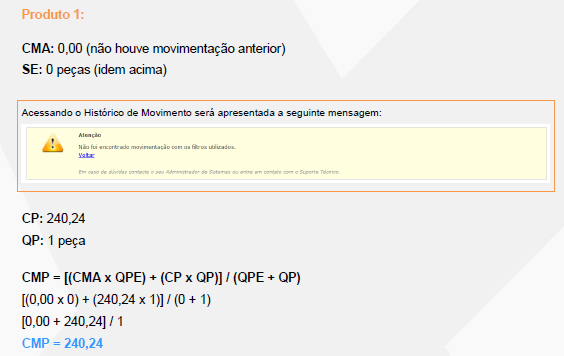 Produto 1:
CMA: 0,00 (não houve movimentação anterior)
SE: 0 peças (idem acima)
Acessando o Histórico de Movimento será apresentada a seguinte mensagem:
Atenção
Não foi encontrado movimentação com os filtros utilizados.
Voltar
Em caso de dúvidas contacte o seu Administrador de Sistemas ou entre em contato com o Suporte Técnico.
CP: 240,24
QP: 1 peça
CMP = [(CMA x QPE) + (CP x QP)] / (QPE + QP)
[(0,00 x 0) + (240,24 x 1)] / (0 + 1)
[0,00 + 240,24] / 1
CMP = 240,24